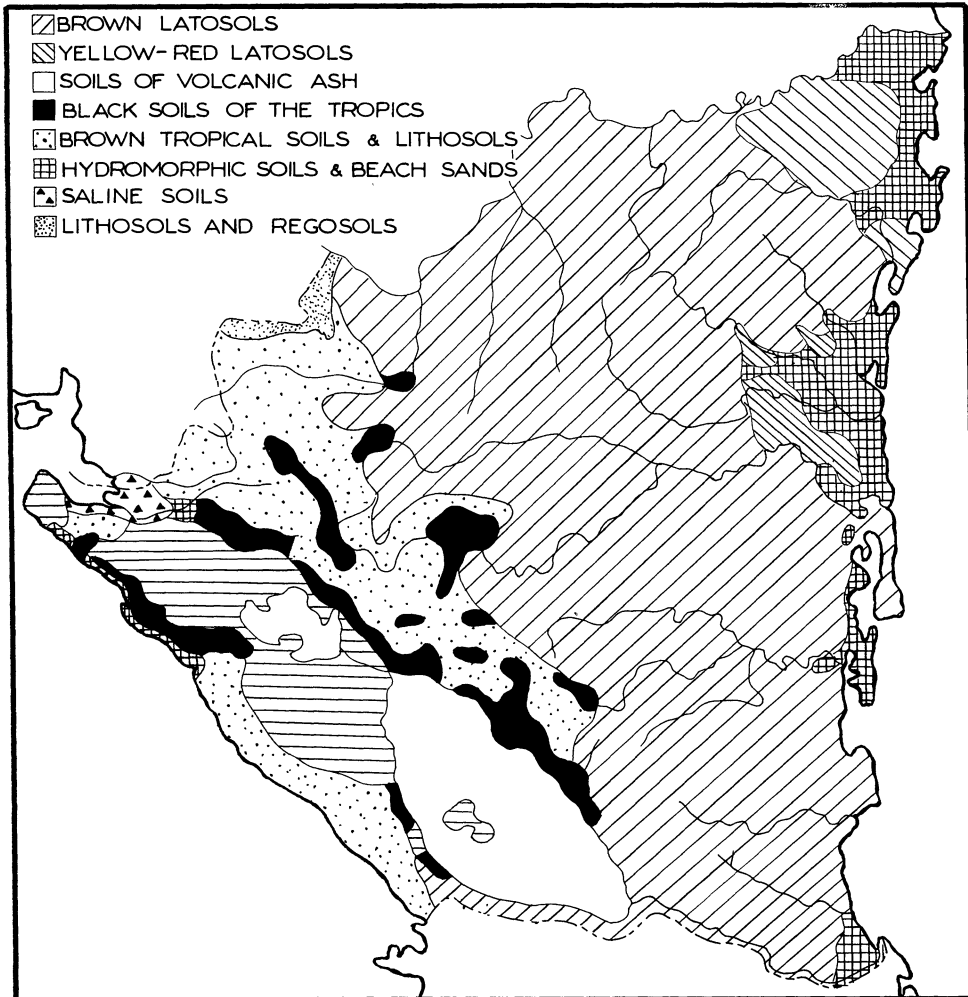 BROWN LATOSOLS
YELLOW-RED LATOSOLS
SOILS OF VOLCANIC ASH
BLACK SOILS OF THE TROPICS
BROWN TROPICAL SOILS & LITHOSOLS
HYDROMORPHIC SOILS & BEACH SANDS
SALINE SOILS
LITHOSOLS AND REGOSOLS